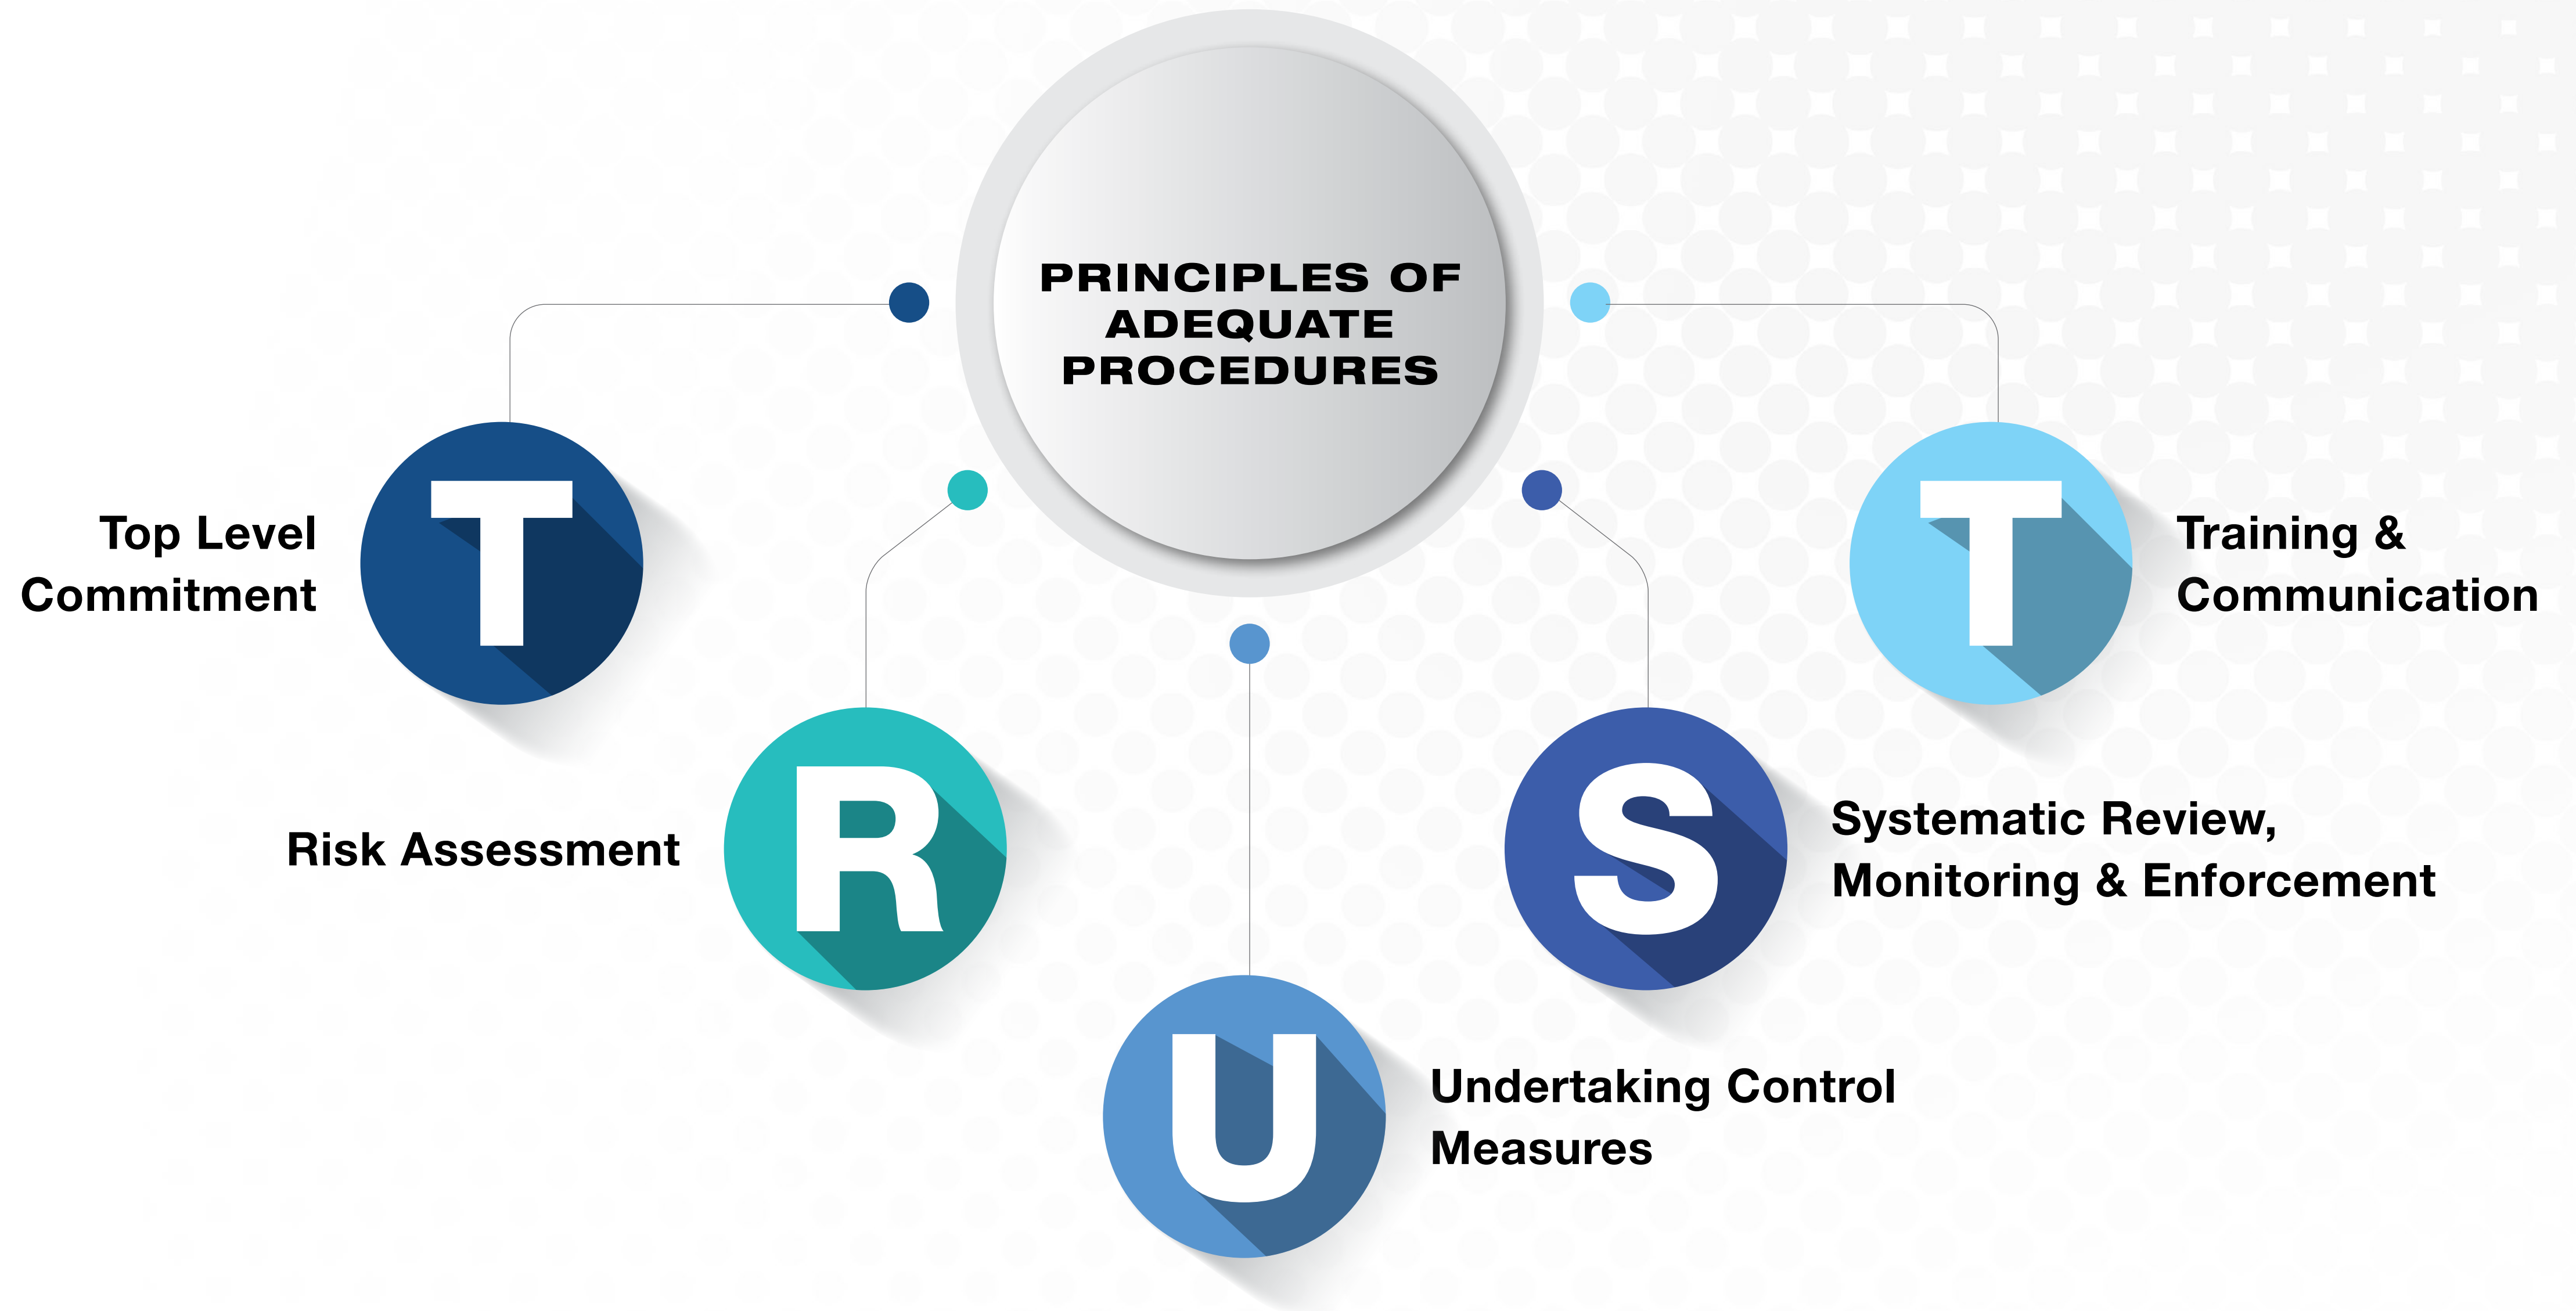 PRINCIPLES OF
ADEQUATE
PROCEDURES
T
Top Level
Commitment
R
Risk Assessment
U
Undertaking Control
Measures
S
Systematic Review,
Monitoring & Enforcement
T
Training &
Communication